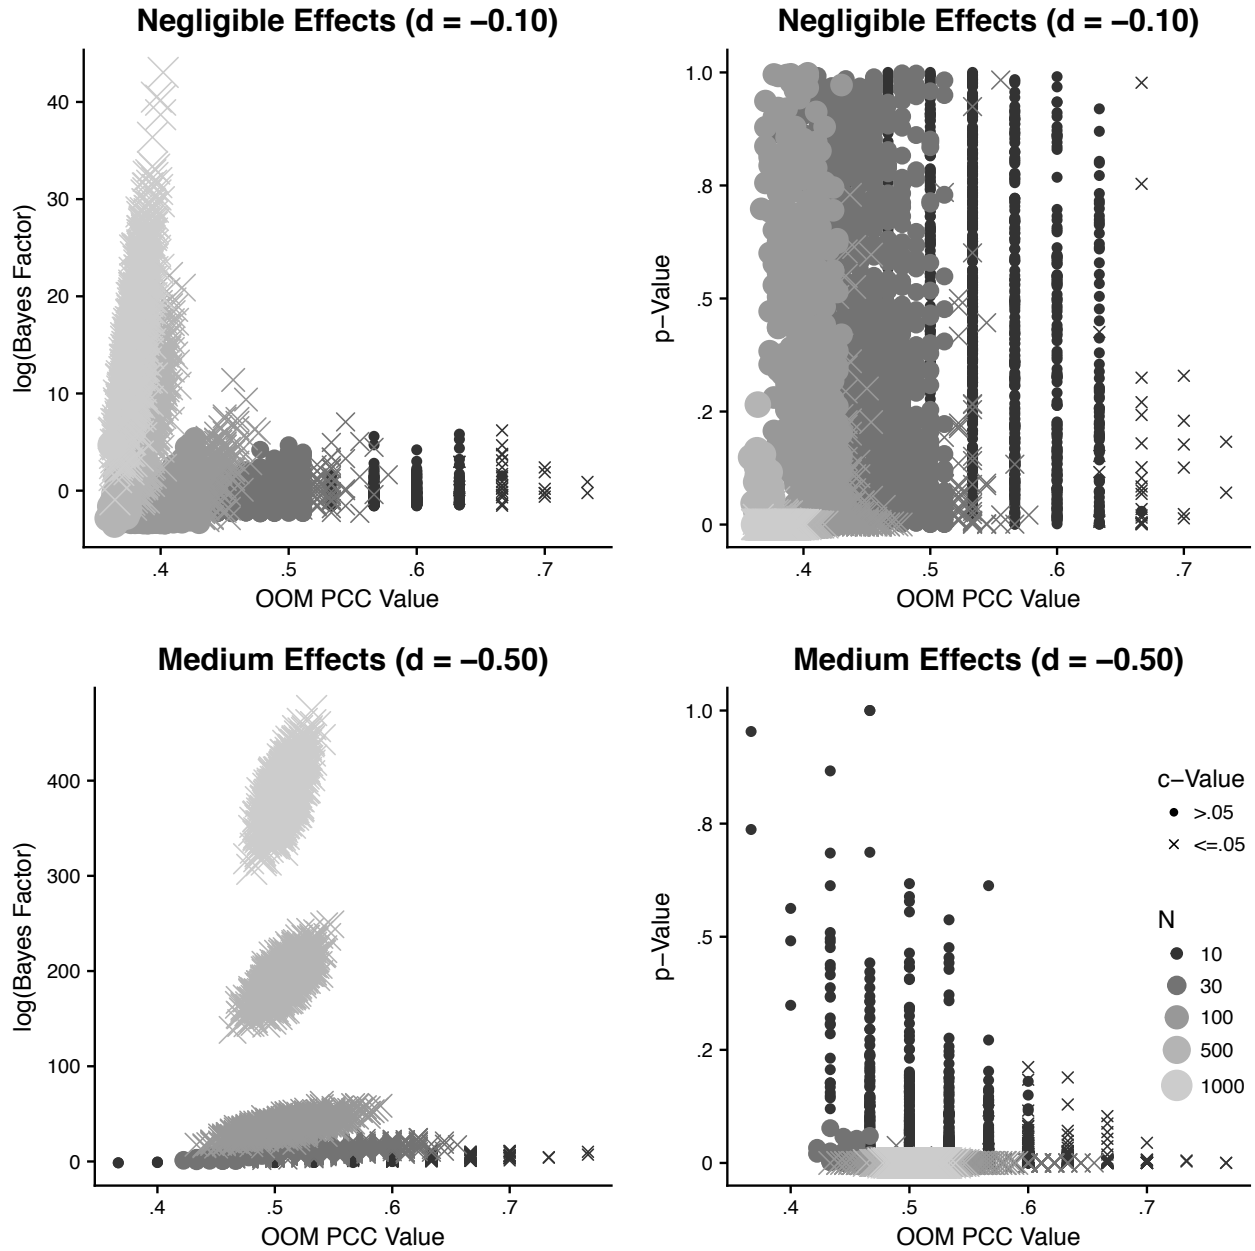 Negligible Effects (d = −0.10)
40
30
20
10
0
log(Bayes Factor)
.4 .5 .6 .7
OOM PCC Value
Negligible Effects (d = −0.10)
1.0
.8
.5
.2
0
p−Value
.4 .5 .6 .7
OOM PCC Value
Medium Effects (d = −0.50)
400
300
200
100
0
log(Bayes Factor)
.4 .5 .6 .7
OOM PCC Value
Medium Effects (d = −0.50)
1.0
.8
.5
.2
0
p−Value
.4 .5 .6 .7
OOM PCC Value
c−Value
>.05
<=.05
N
10
30
100
500
1000